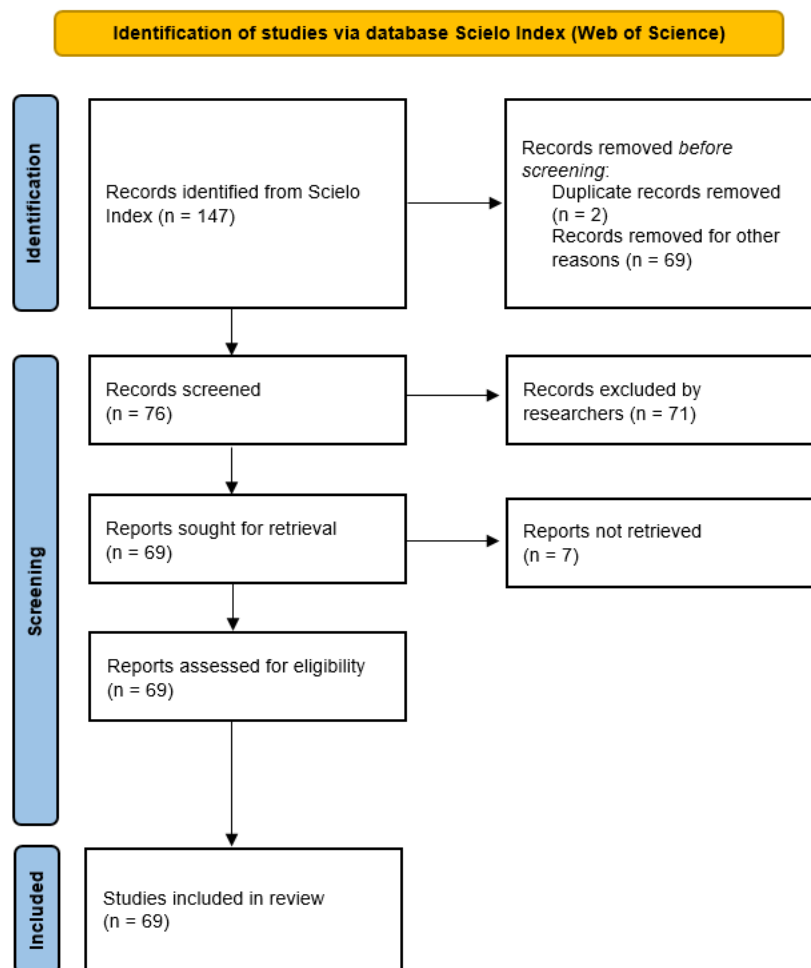 Identification of studies via database Scielo Index (Web of Science)
Identification
Records identified from Scielo
Index (n = 147)
Records removed before
screening:
Duplicate records removed
(n = 2)
Records removed for other
reasons (n = 69)
Screening
Records screened
(n = 76)
Records excluded by
researchers (n = 71)
Reports sought for retrieval
(n = 69)
Reports not retrieved
(n = 7)
Reports assessed for eligibility
(n = 69)
Included
Studies included in review
(n = 69)